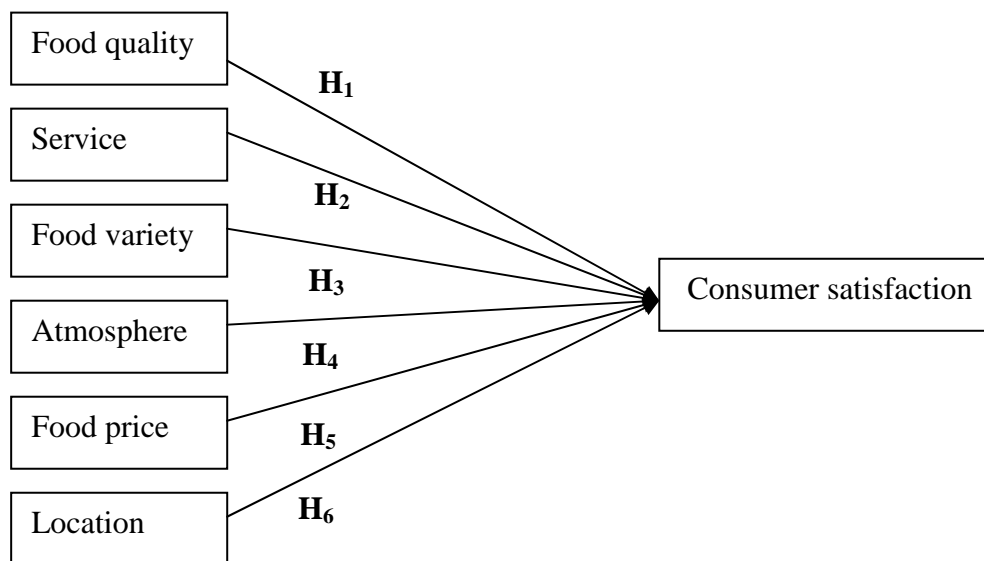 Food quality
H₁
Service
H₂
Food variety
H₃
Consumer satisfaction
Atmosphere
H₄
Food price
H₅
Location
H₆